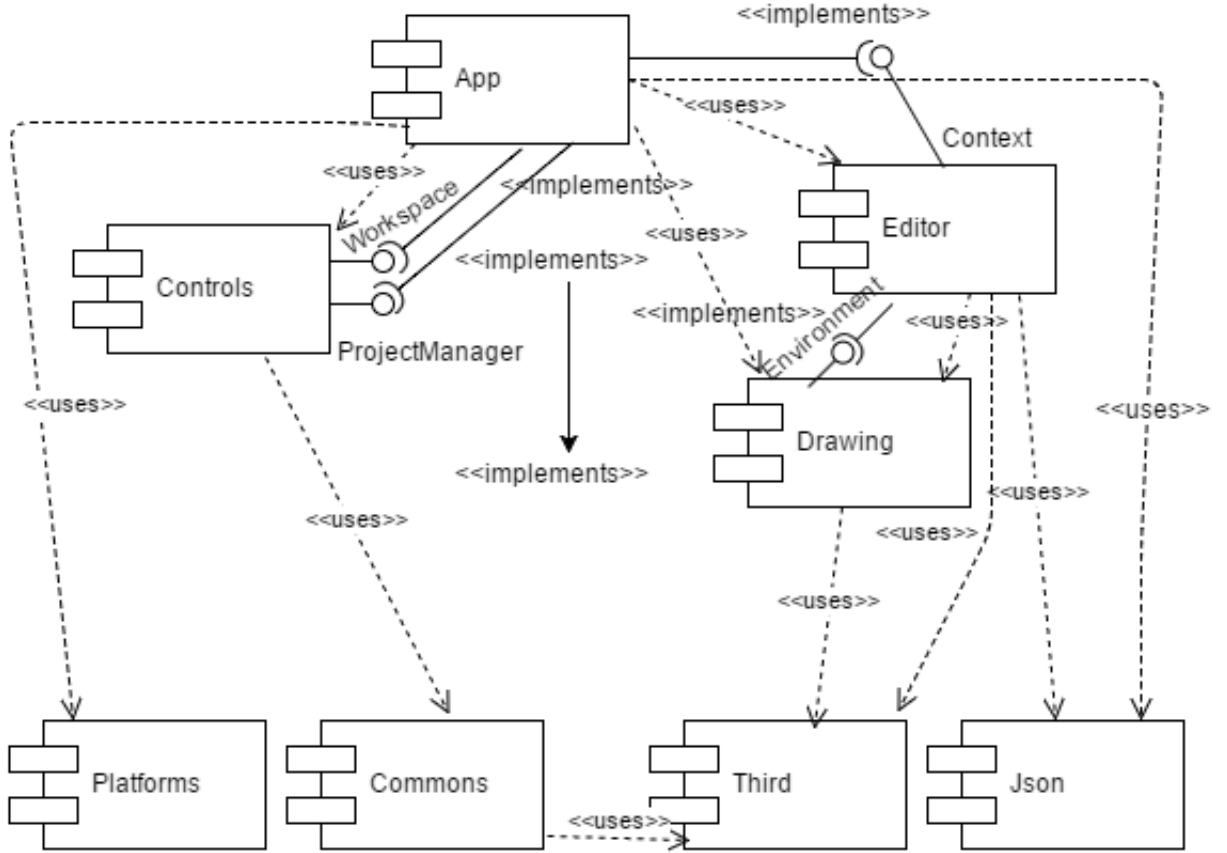 <<implements>>
App
<<uses>>
Context
<<uses>>
<<implements>>
Workspace
Editor
<<uses>>
<<implements>>
Controls
<<implements>>
Environment
<<uses>>
ProjectManager
<<uses>>
<<uses>>
Drawing
<<implements>>
<<uses>>
<<uses>>
<<uses>>
<<uses>>
Platforms
Commons
Third
Json
<<uses>>